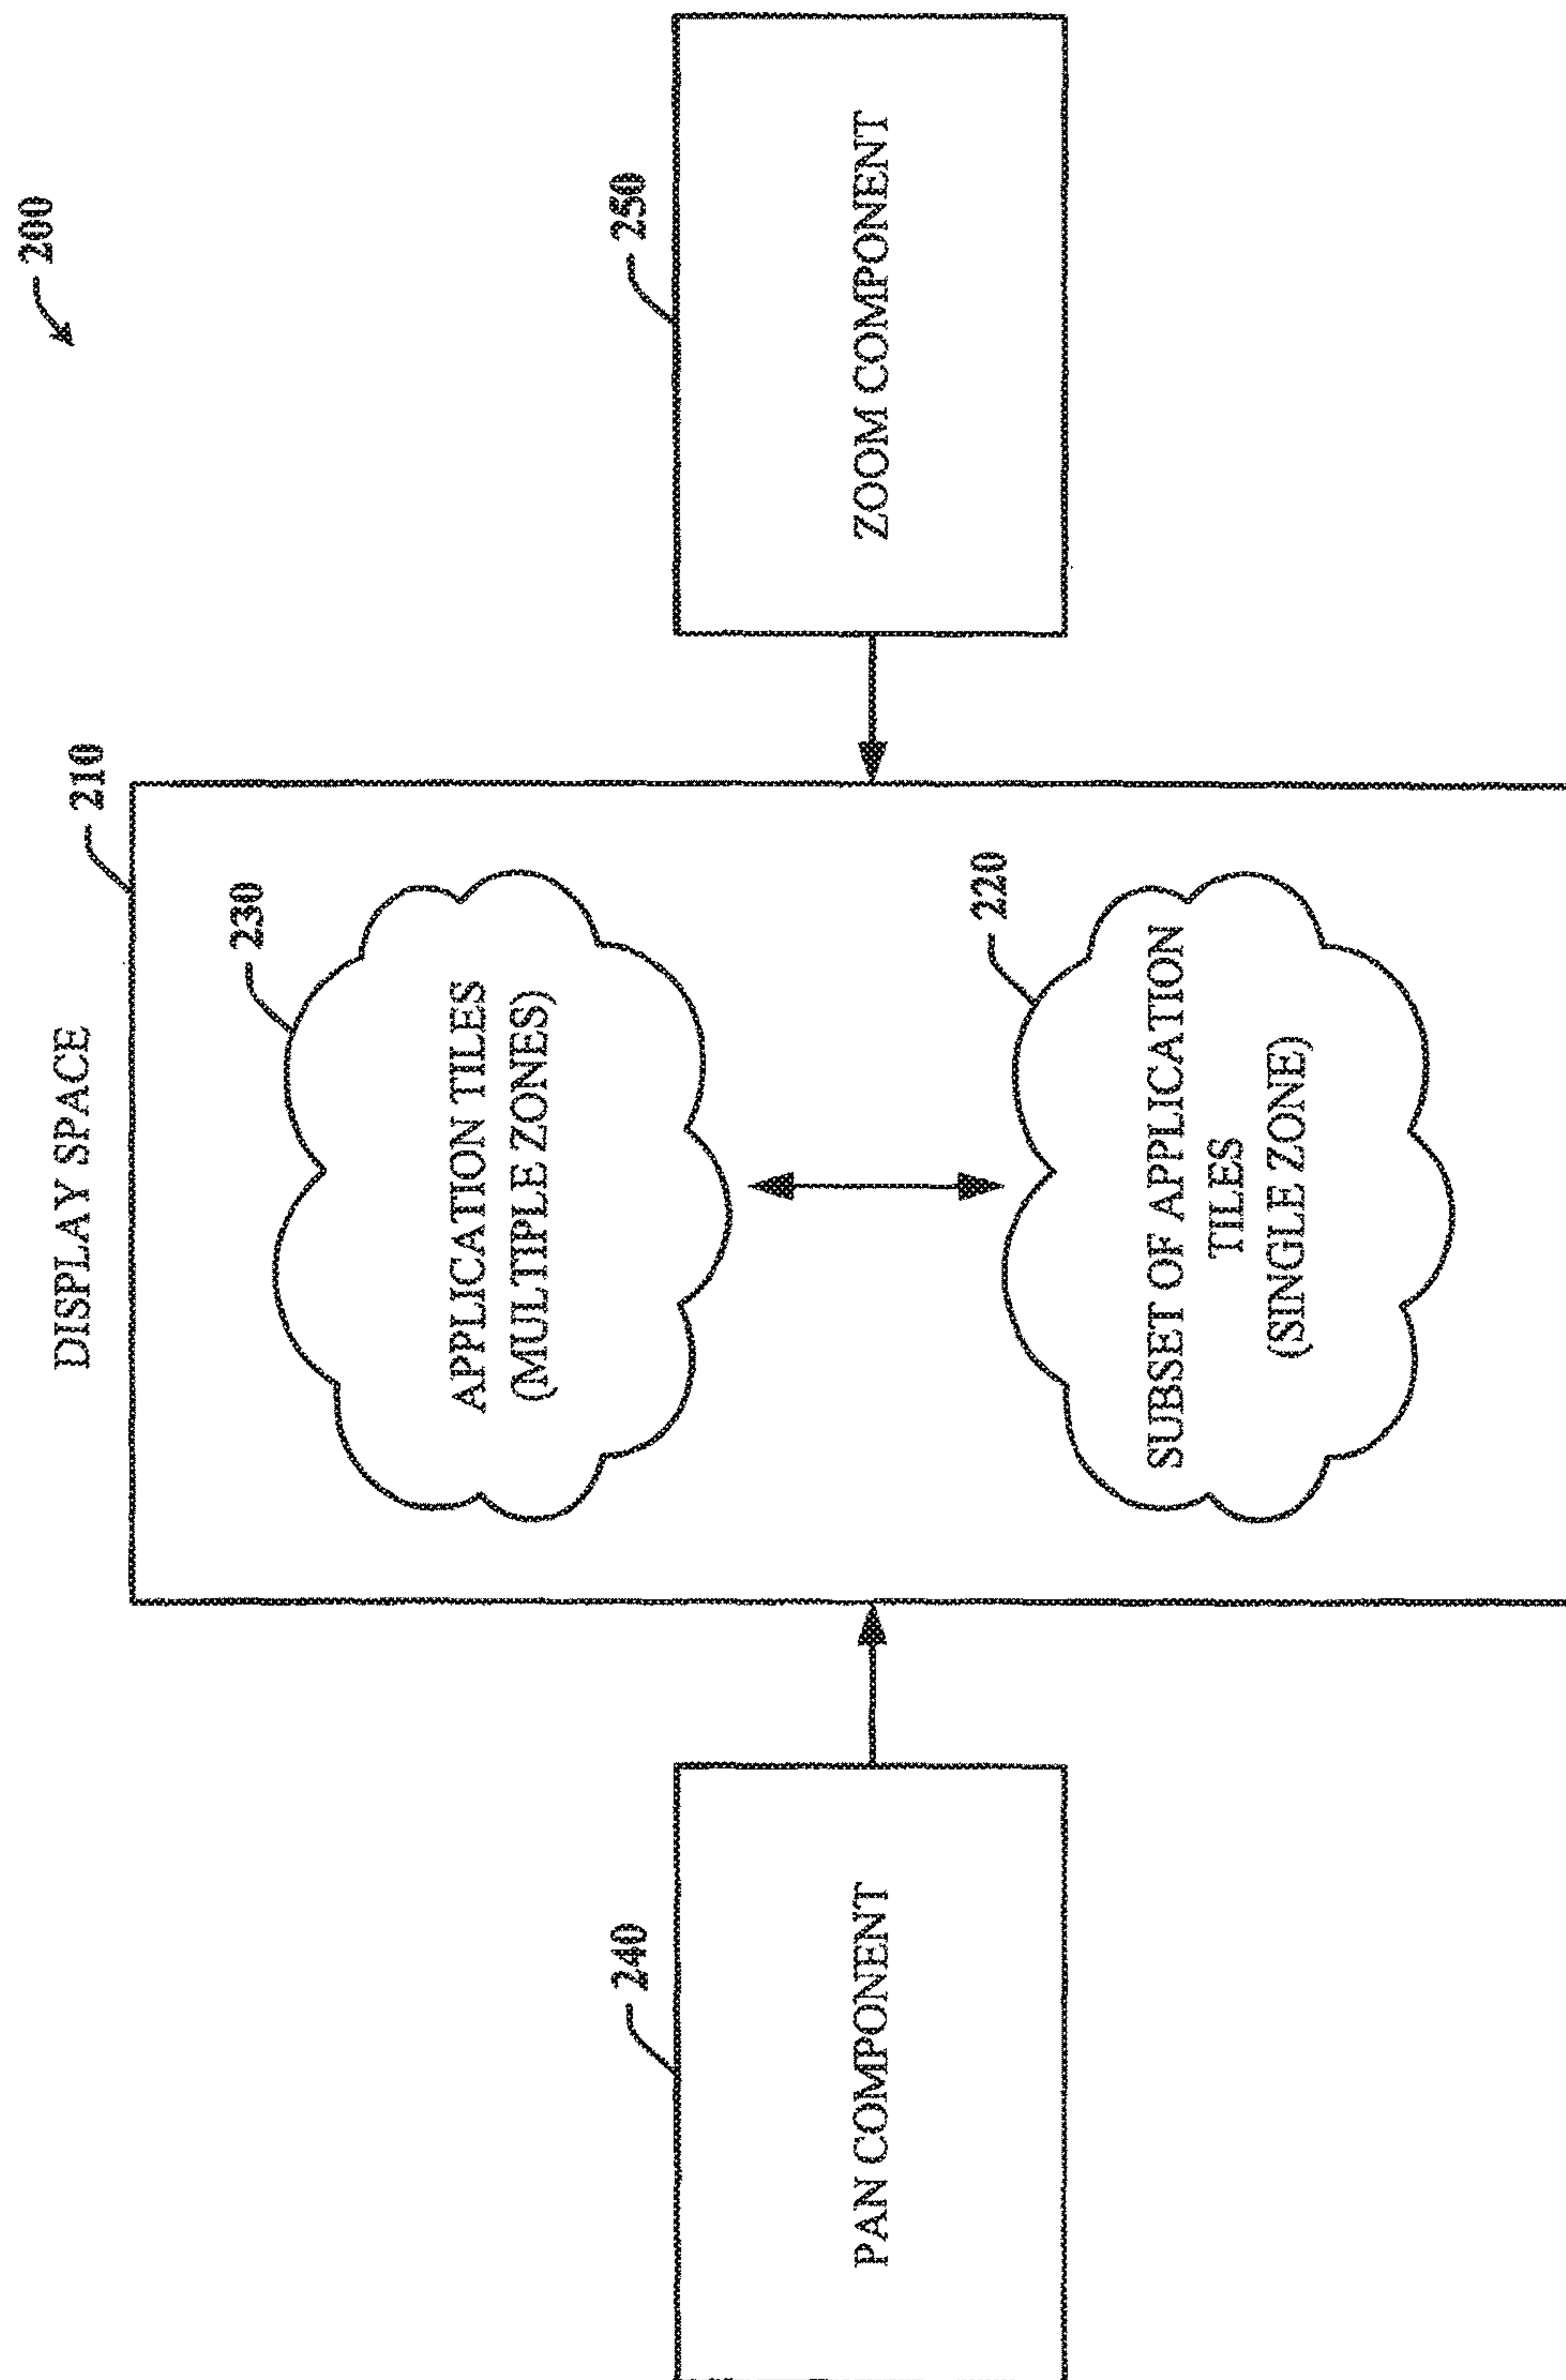 200
DISPLAY SPACE
210
230
APPLICATION TILES
(MULTIPLE ZONES)
240
PAN COMPONENT
250
ZOOM COMPONENT
220
SUBSET OF APPLICATION
TILES
(SINGLE ZONE)